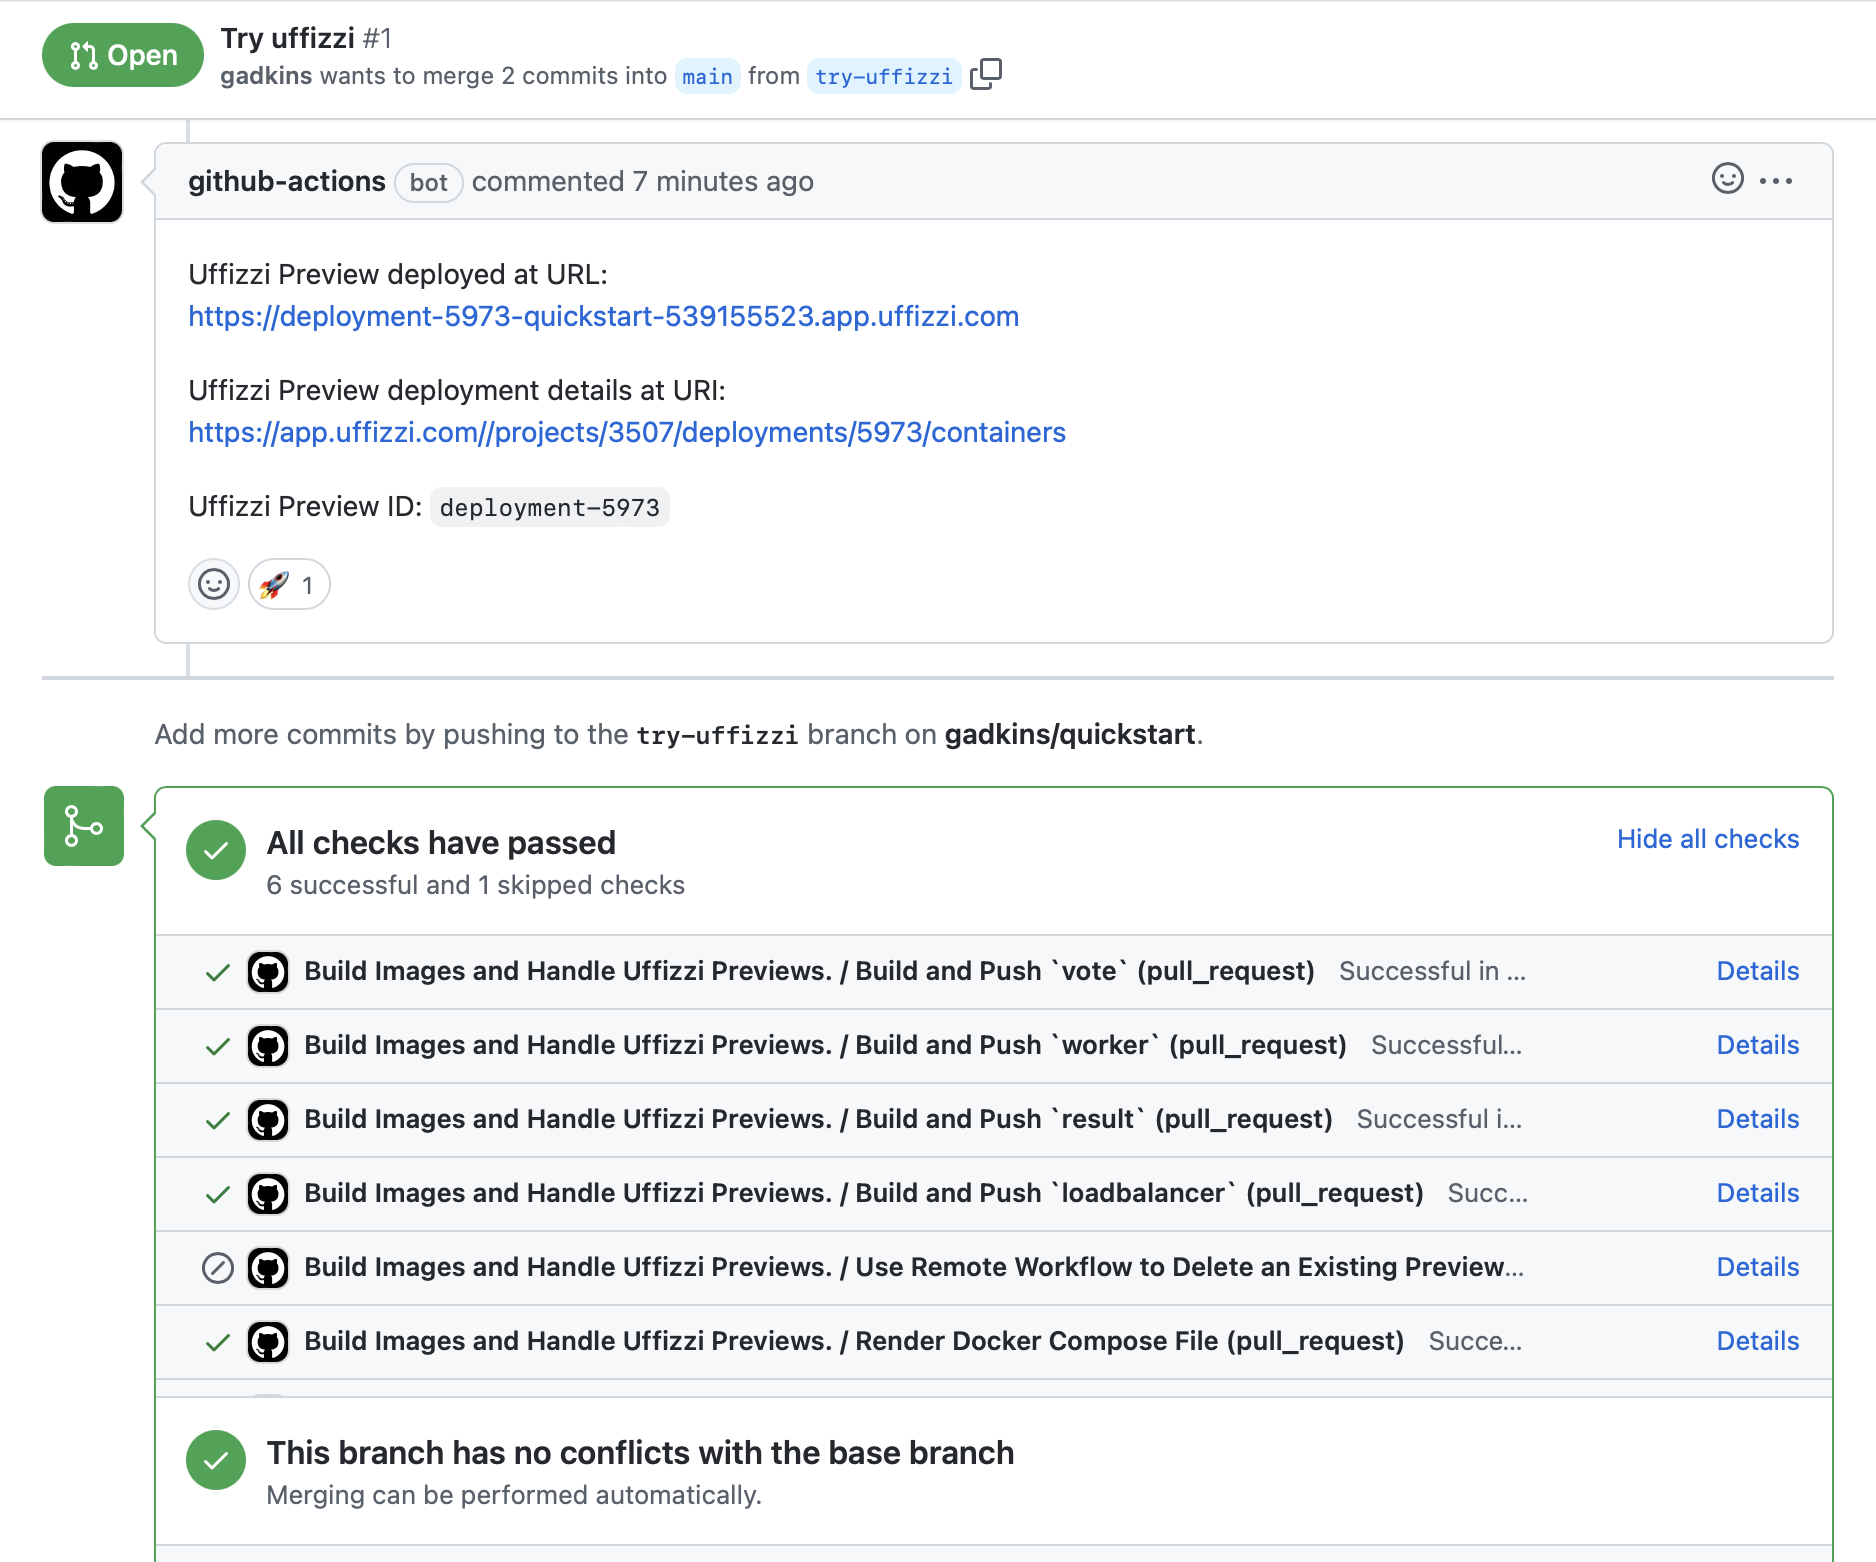 Open
Try uffizzi #1
gadkins wants to merge 2 commits into main from try-uffizzi
github-actions bot commented 7 minutes ago
Uffizzi Preview deployed at URL:
https://deployment-5973-quickstart-539155523.app.uffizzi.com
Uffizzi Preview deployment details at URI:
https://app.uffizzi.com//projects/3507/deployments/5973/containers
Uffizzi Preview ID: deployment-5973
1
Add more commits by pushing to the try-uffizzi branch on gadkins/quickstart.
All checks have passed
Hide all checks
6 successful and 1 skipped checks
Build Images and Handle Uffizzi Previews. / Build and Push `vote` (pull_request) Successful in ... Details
Build Images and Handle Uffizzi Previews. / Build and Push `worker` (pull_request) Successful... Details
Build Images and Handle Uffizzi Previews. / Build and Push `result` (pull_request) Successful i... Details
Build Images and Handle Uffizzi Previews. / Build and Push `loadbalancer` (pull_request) Succ... Details
Build Images and Handle Uffizzi Previews. / Use Remote Workflow to Delete an Existing Preview... Details
Build Images and Handle Uffizzi Previews. / Render Docker Compose File (pull_request) Succe... Details
This branch has no conflicts with the base branch
Merging can be performed automatically.